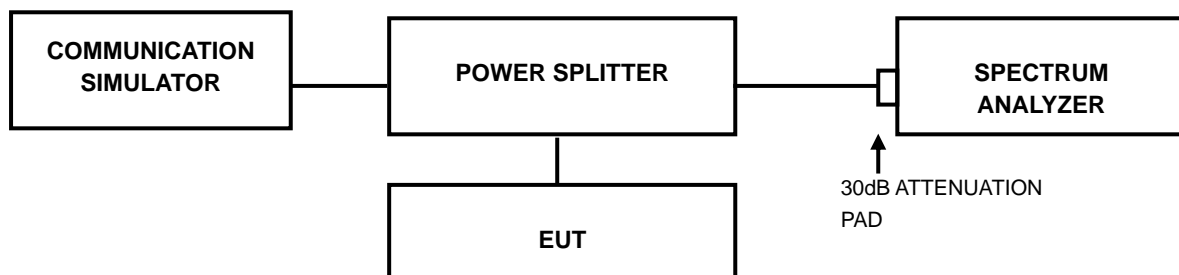 COMMUNICATION
SIMULATOR
POWER SPLITTER
SPECTRUM
ANALYZER
30dB ATTENUATION
PAD
EUT